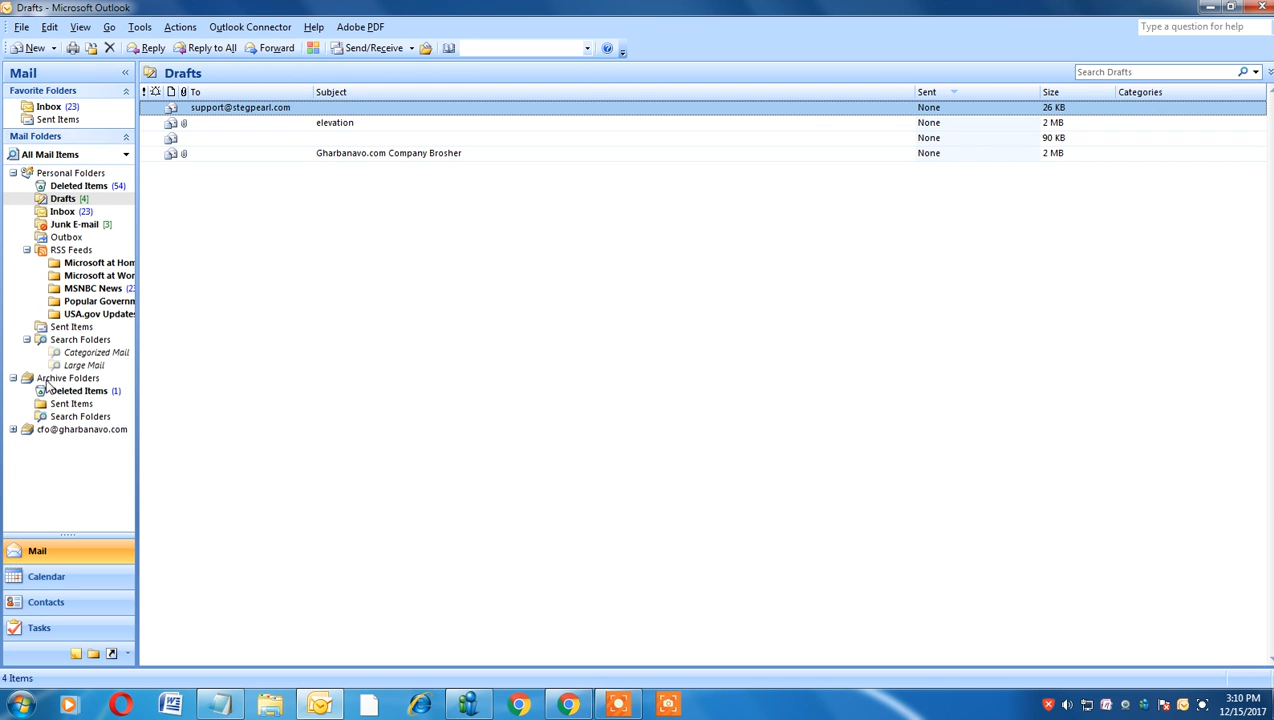 Drafts - Microsoft Outlook
File Edit View Go Tools Actions Outlook Connector Help Adobe PDF
Type a question for help
New Reply Reply to All Forward Send/Receive
Mail
Drafts
Search Drafts
Favorite Folders
! To Subject Sent Size Categories
Inbox (23)
support@stegpearl.com None 26 KB
Sent Items
elevation None 2 MB
Mail Folders
None 90 KB
All Mail Items
Gharbanavo.com Company Brosher None 2 MB
Personal Folders
Deleted Items (54)
Drafts [4]
Inbox (23)
Junk E-mail [3]
Outbox
RSS Feeds
Microsoft at Hom
Microsoft at Wor
MSNBC News (23
Popular Governm
USA.gov Updates
Sent Items
Search Folders
Categorized Mail
Large Mail
Archive Folders
Deleted Items (1)
Sent Items
Search Folders
cfo@gharbanavo.com
Mail
Calendar
Contacts
Tasks
4 Items
3:10 PM
12/15/2017